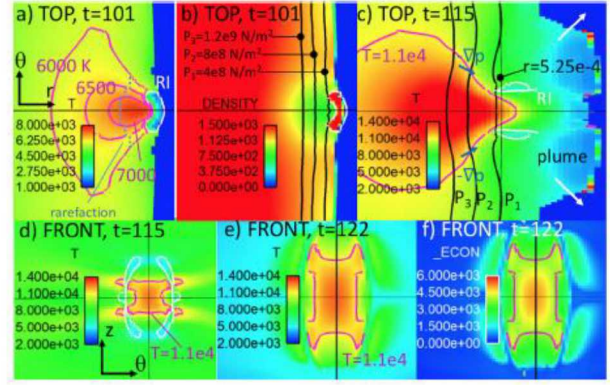 a) TOP, t=101
6000 K
θ
r
RI
6500
T
8.000e+03
6.250e+03
4.500e+03
2.750e+03
1.000e+03
7000
rarefaction
b) TOP, t=101
P₃=1.2e9 N/m²
P₂=8e8 N/m²
P₁=4e8 N/m²
DENSITY
1.500e+03
1.125e+03
7.500e+02
3.750e+02
0.000e+00
c) TOP, t=115
T=1.1e4
∇p
r=5.25e-4
RI
T
1.400e+04
1.100e+04
8.000e+03
5.000e+03
2.000e+03
∇p
plume
P₃ P₂ P₁
d) FRONT, t=115
T
1.400e+04
1.100e+04
8.000e+03
5.000e+03
2.000e+03
z
θ
T=1.1e4
e) FRONT, t=122
T
1.400e+04
1.100e+04
8.000e+03
5.000e+03
2.000e+03
T=1.1e4
f) FRONT, t=122
_ECON
6.000e+03
4.500e+03
3.000e+03
1.500e+03
0.000e+00